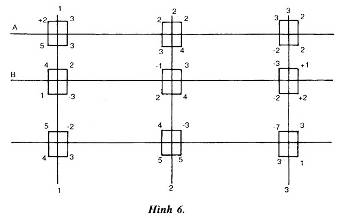 1 2 3
A +2 3 2 2 3 2
5 3 3 4 -2 2
B 4 2 -1 3 -3 +1
1 -3 2 4 -2 +2
5 -2 4 -3 -7 3
4 3 5 5 3 1
1 2 3
Hình 6.